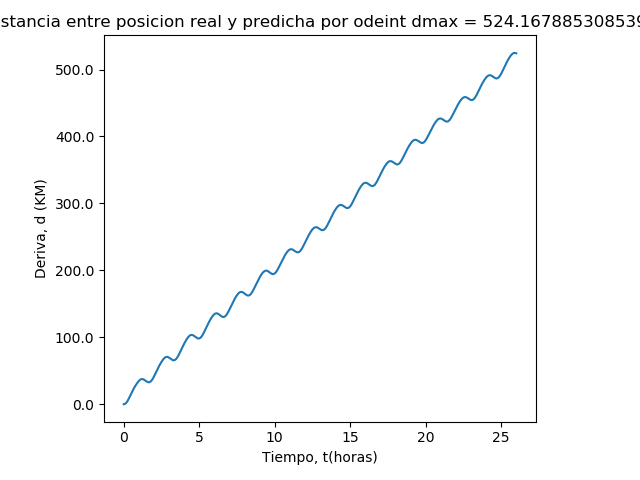 stancia entre posicion real y predicha por odeint dmax = 524.167885308539
500.0
400.0
300.0
200.0
100.0
0.0
Deriva, d (KM)
0 5 10 15 20 25
Tiempo, t(horas)